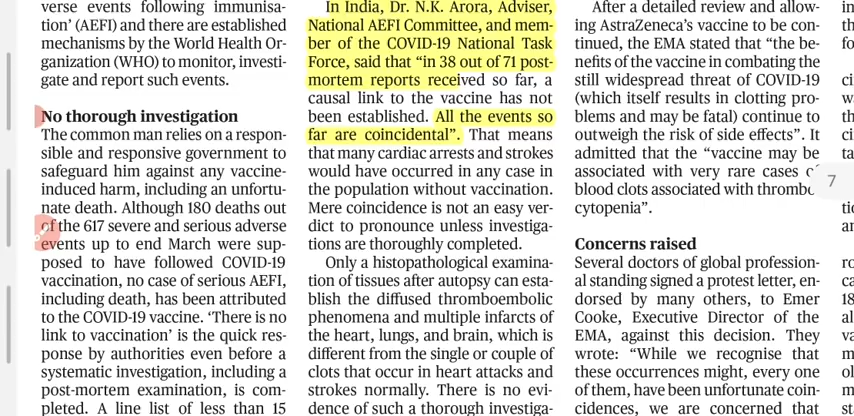 verse events following immunisa-
tion' (AEFI) and there are established
mechanisms by the World Health Or-
ganization (WHO) to monitor, investi-
gate and report such events.
No thorough investigation
The common man relies on a respon-
sible and responsive government to
safeguard him against any vaccine-
induced harm, including an unfortu-
nate death. Although 180 deaths out
of the 617 severe and serious adverse
events up to end March were sup-
posed to have followed COVID-19
vaccination, no case of serious AEFI,
including death, has been attributed
to the COVID-19 vaccine. 'There is no
link to vaccination' is the quick res-
ponse by authorities even before a
systematic investigation, including a
post-mortem examination, is com-
pleted. A line list of less than 15
In India, Dr. N.K. Arora, Adviser,
National AEFI Committee, and mem-
ber of the COVID-19 National Task
Force, said that "in 38 out of 71 post-
mortem reports received so far, a
causal link to the vaccine has not
been established. All the events so
far are coincidental". That means
that many cardiac arrests and strokes
would have occurred in any case in
the population without vaccination.
Mere coincidence is not an easy ver-
dict to pronounce unless investiga-
tions are thoroughly completed.
Only a histopathological examina-
tion of tissues after autopsy can esta-
blish the diffused thromboembolic
phenomena and multiple infarcts of
the heart, lungs, and brain, which is
different from the single or couple of
clots that occur in heart attacks and
strokes normally. There is no evi-
dence of such a thorough investiga-
After a detailed review and allow-
ing AstraZeneca's vaccine to be con-
tinued, the EMA stated that "the be-
nefits of the vaccine in combating the
still widespread threat of COVID-19
(which itself results in clotting pro-
blems and may be fatal) continue to
outweigh the risk of side effects". It
admitted that the "vaccine may be
associated with very rare cases
blood clots associated with thrombo
cytopenia".
Concerns raised
Several doctors of global profession-
al standing signed a protest letter, en-
dorsed by many others, to Emer
Cooke, Executive Director of the
EMA, against this decision. They
wrote: "While we recognise that
these occurrences might, every one
of them, have been unfortunate coin-
cidences, we are concerned that
7